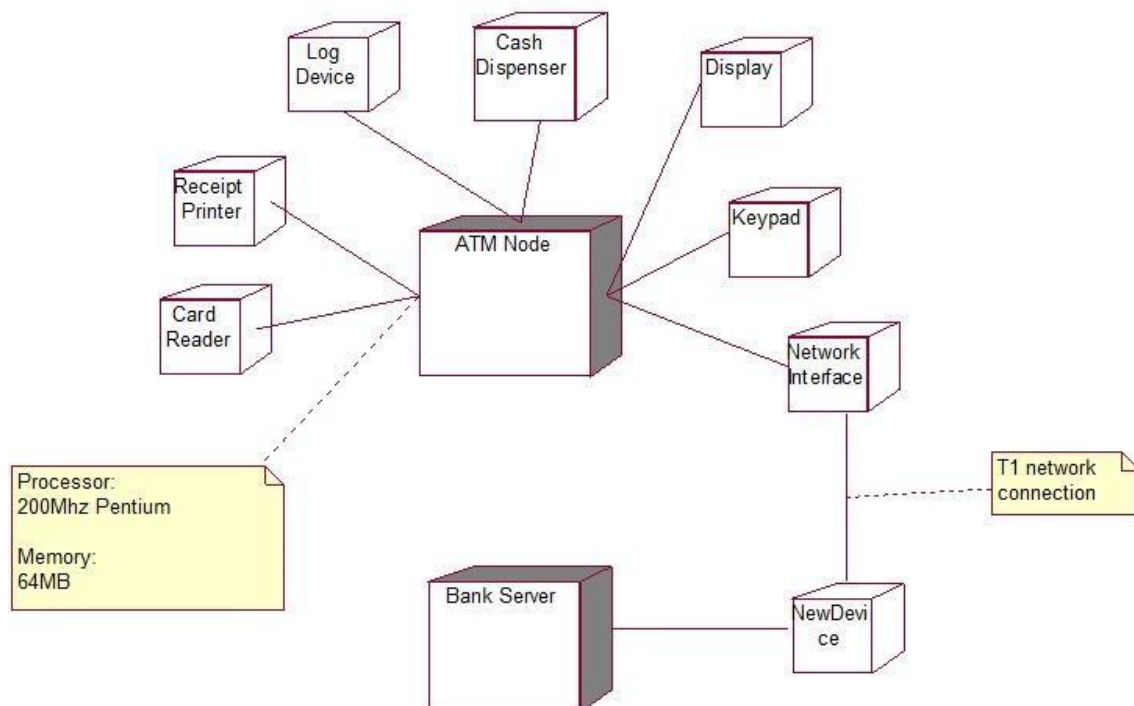 Log
Device
Cash
Dispenser
Display
Receipt
Printer
ATM Node
Keypad
Card
Reader
Network
Interface
Processor:
200Mhz Pentium
Memory:
64MB
T1 network
connection
Bank Server
NewDevi
ce